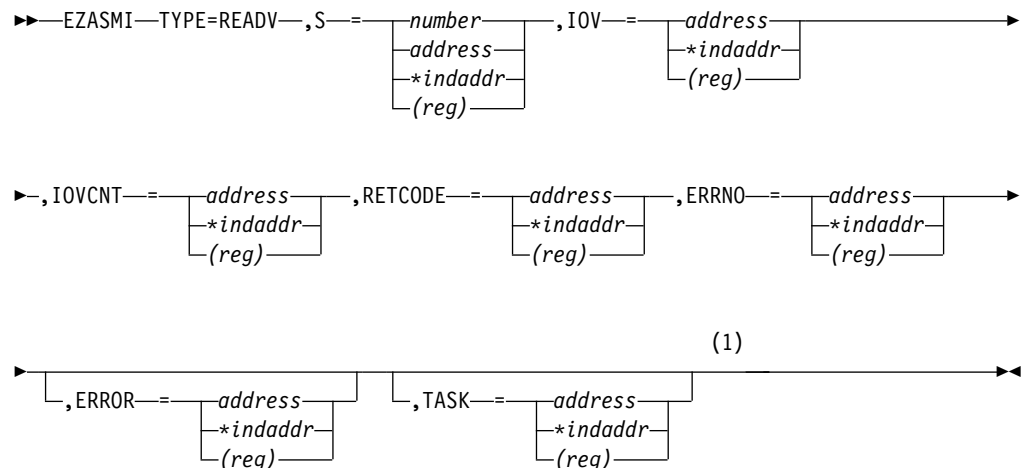 EZASMI TYPE=READV ,S = number ,IOV = address
address *indaddr
*indaddr (reg)
(reg)
,IOVCNT = address ,RETCODE = address ,ERRNO = address
*indaddr *indaddr *indaddr
(reg) (reg) (reg)
(1)
,ERROR = address ,TASK = address
*indaddr *indaddr
(reg) (reg)